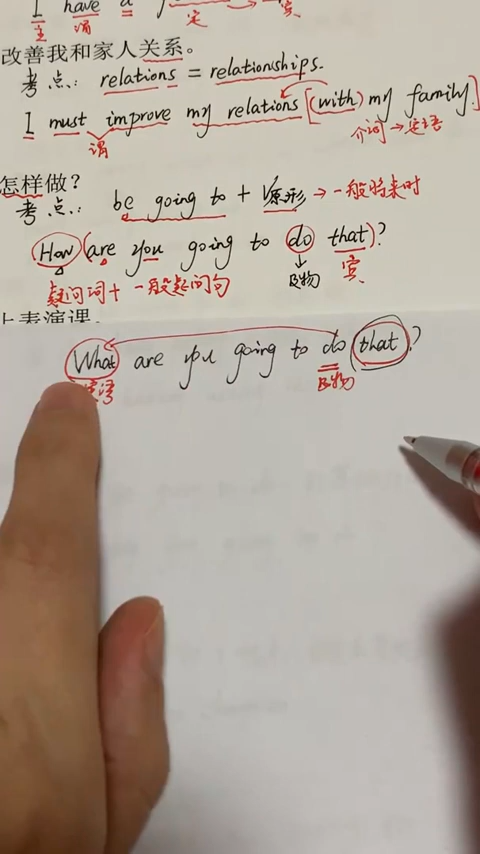 I have a
主 谓 定 宾
改善我和家人关系。
考点: relations = relationships.
I must improve my relations [(with) my family.]
谓 介词→定语
怎样做?
考点: be going to + V原形 → 一般将来时
How (are you going to do that)?
疑问词+一般疑问句 及物 宾
上表演课
What are you going to do (that)?
宾语 及物